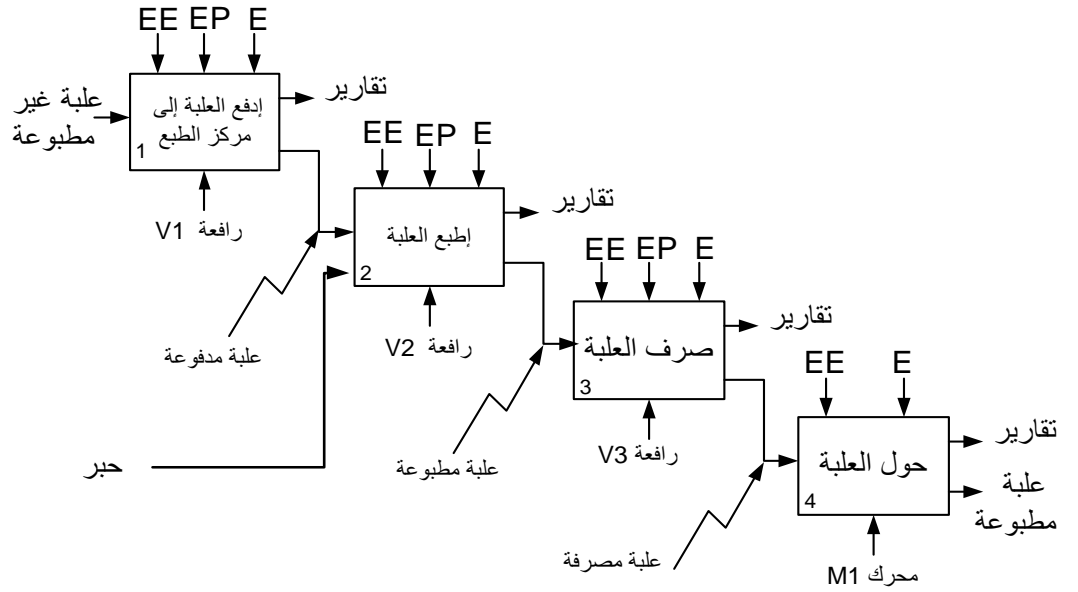 EE EP E
علبة غير
مطبوعة
إدفع العلبة إلى
مركز الطبع
1
تقارير
رافعة V1
EE EP E
إطبع العلبة
2
تقارير
علبة مدفوعة
رافعة V2
حبر
EE EP E
صرف العلبة
3
تقارير
علبة مطبوعة
رافعة V3
EE E
حول العلبة
4
تقارير
علبة
مطبوعة
علبة مصرفة
محرك M1